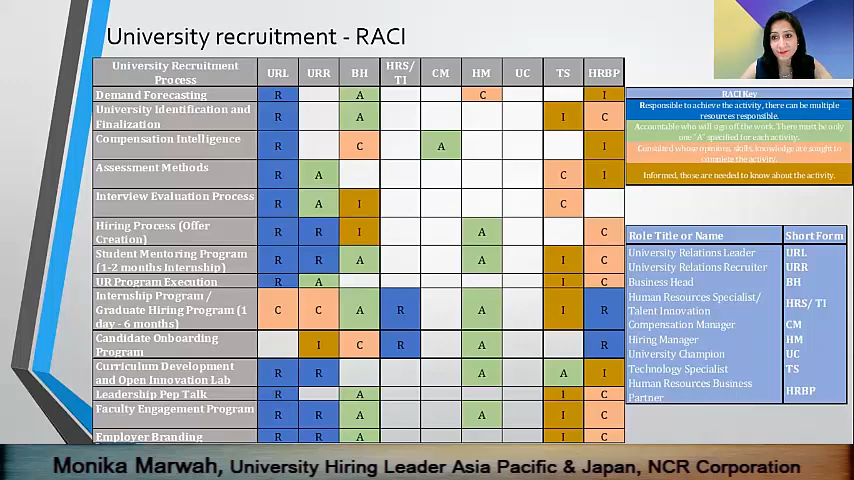 University recruitment - RACI
University Recruitment Process URL URR BH HRS/ TI CM HM UC TS HRBP
Demand Forecasting R A C I
University Identification and Finalization R A I C
Compensation Intelligence R C A I
Assessment Methods R A C I
Interview Evaluation Process R A I C
Hiring Process (Offer Creation) R R I A C
Student Mentoring Program (1-2 months Internship) R R A A I C
UR Program Execution R A I C
Internship Program / Graduate Hiring Program (1 day - 6 months) C C A R A I R
Candidate Onboarding Program I C R A R
Curriculum Development and Open Innovation Lab R R A A I
Leadership Pep Talk R A I C
Faculty Engagement Program R R A A I C
Employer Branding R R A I C
RACI Key
Responsible to achieve the activity, there can be multiple
resources responsible.
Accountable who will sign off the work. There must be only
one "A" specified for each activity.
Consulted whose opinions, skills, knowledge are sought to
complete the activity.
Informed, those are needed to know about the activity.
Role Title or Name Short Form
University Relations Leader URL
University Relations Recruiter URR
Business Head BH
Human Resources Specialist/ Talent Innovation HRS/ TI
Compensation Manager CM
Hiring Manager HM
University Champion UC
Technology Specialist TS
Human Resources Business Partner HRBP
Monika Marwah, University Hiring Leader Asia Pacific & Japan, NCR Corporation